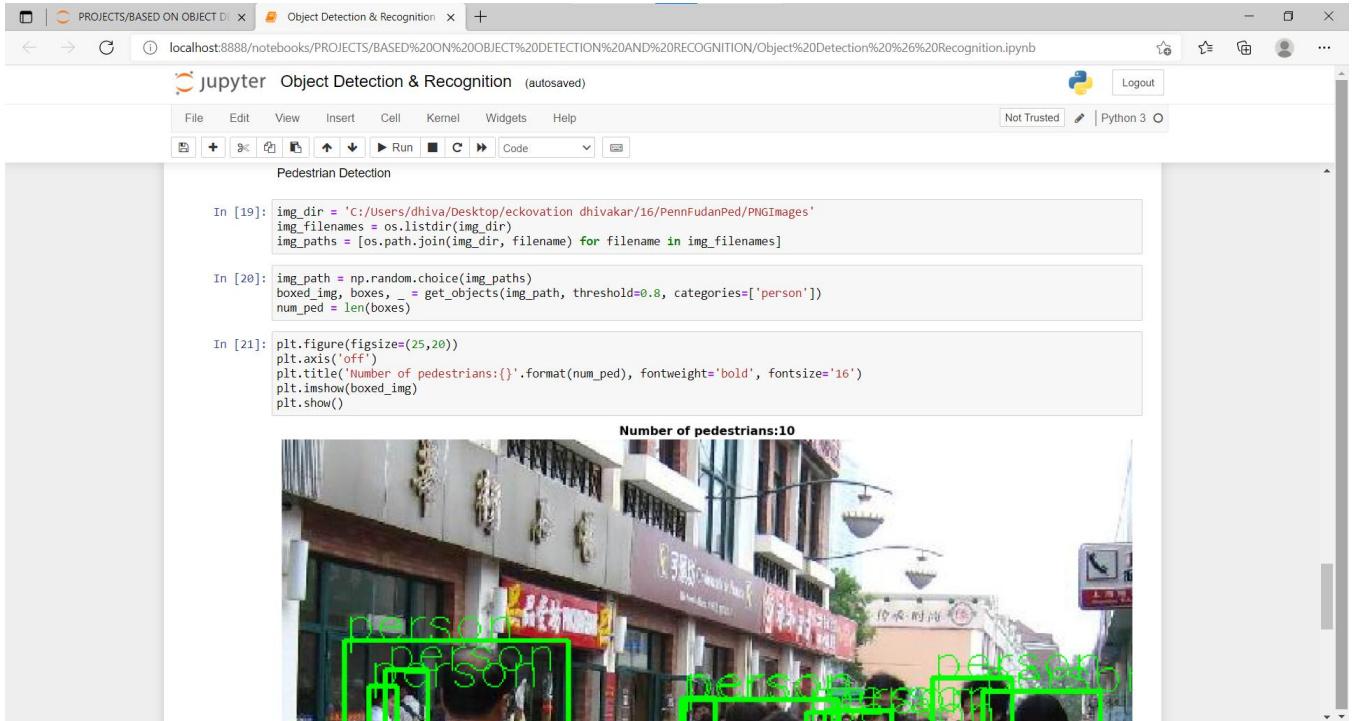 PROJECTS/BASED ON OBJECT DE
Object Detection & Recognition
localhost:8888/notebooks/PROJECTS/BASED%20ON%20OBJECT%20DETECTION%20AND%20RECOGNITION/Object%20Detection%20%26%20Recognition.ipynb
jupyter Object Detection & Recognition (autosaved)
Logout
File Edit View Insert Cell Kernel Widgets Help
Not Trusted
Python 3
Run
Code
Pedestrian Detection
In [19]: img_dir = 'C:/Users/dhiva/Desktop/eckovation dhivakar/16/PennFudanPed/PNGImages'
img_filenames = os.listdir(img_dir)
img_paths = [os.path.join(img_dir, filename) for filename in img_filenames]
In [20]: img_path = np.random.choice(img_paths)
boxed_img, boxes, _ = get_objects(img_path, threshold=0.8, categories=['person'])
num_ped = len(boxes)
In [21]: plt.figure(figsize=(25,20))
plt.axis('off')
plt.title('Number of pedestrians:{}'.format(num_ped), fontweight='bold', fontsize='16')
plt.imshow(boxed_img)
plt.show()
Number of pedestrians:10
person
person
person
person